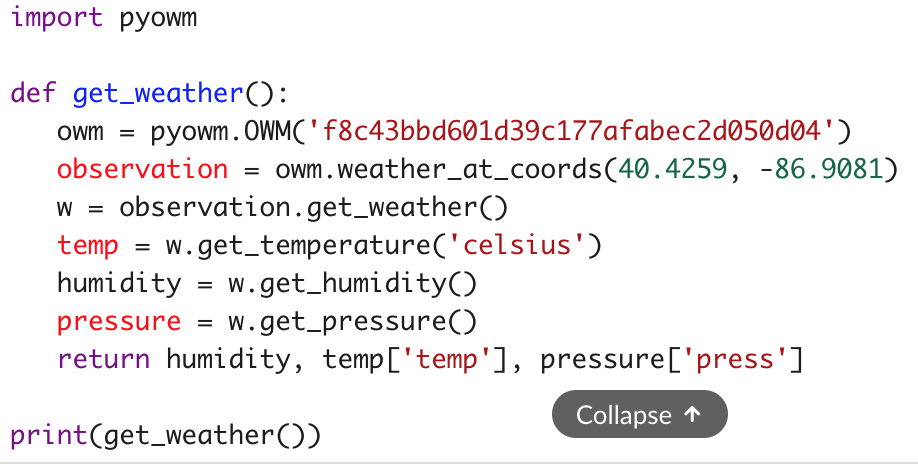 import pyowm
def get_weather():
owm = pyowm.OWM('f8c43bbd601d39c177afabec2d050d04')
observation = owm.weather_at_coords(40.4259, -86.9081)
w = observation.get_weather()
temp = w.get_temperature('celsius')
humidity = w.get_humidity()
pressure = w.get_pressure()
return humidity, temp['temp'], pressure['press']
Collapse ↑
print(get_weather())